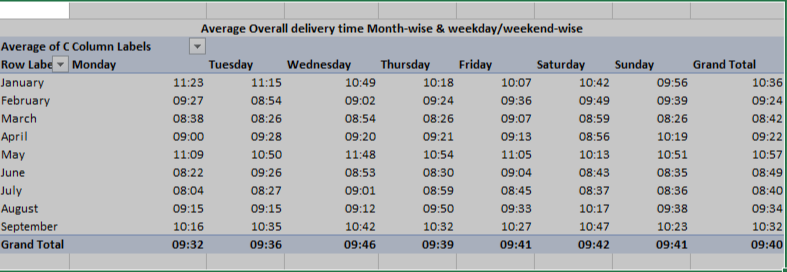 Average Overall delivery time Month-wise & weekday/weekend-wise
Average of C Column Labels
Row Labe Monday Tuesday Wednesday Thursday Friday Saturday Sunday Grand Total
January 11:23 11:15 10:49 10:18 10:07 10:42 09:56 10:36
February 09:27 08:54 09:02 09:24 09:36 09:49 09:39 09:24
March 08:38 08:26 08:54 08:26 09:07 08:59 08:26 08:42
April 09:00 09:28 09:20 09:21 09:13 08:56 10:19 09:22
May 11:09 10:50 11:48 10:54 11:05 10:13 10:51 10:57
June 08:22 09:26 08:53 08:30 09:04 08:43 08:35 08:49
July 08:04 08:27 09:01 08:59 08:45 08:37 08:36 08:40
August 09:15 09:15 09:12 09:50 09:33 10:17 09:38 09:34
September 10:16 10:35 10:42 10:32 10:27 10:47 10:23 10:32
Grand Total 09:32 09:36 09:46 09:39 09:41 09:42 09:41 09:40